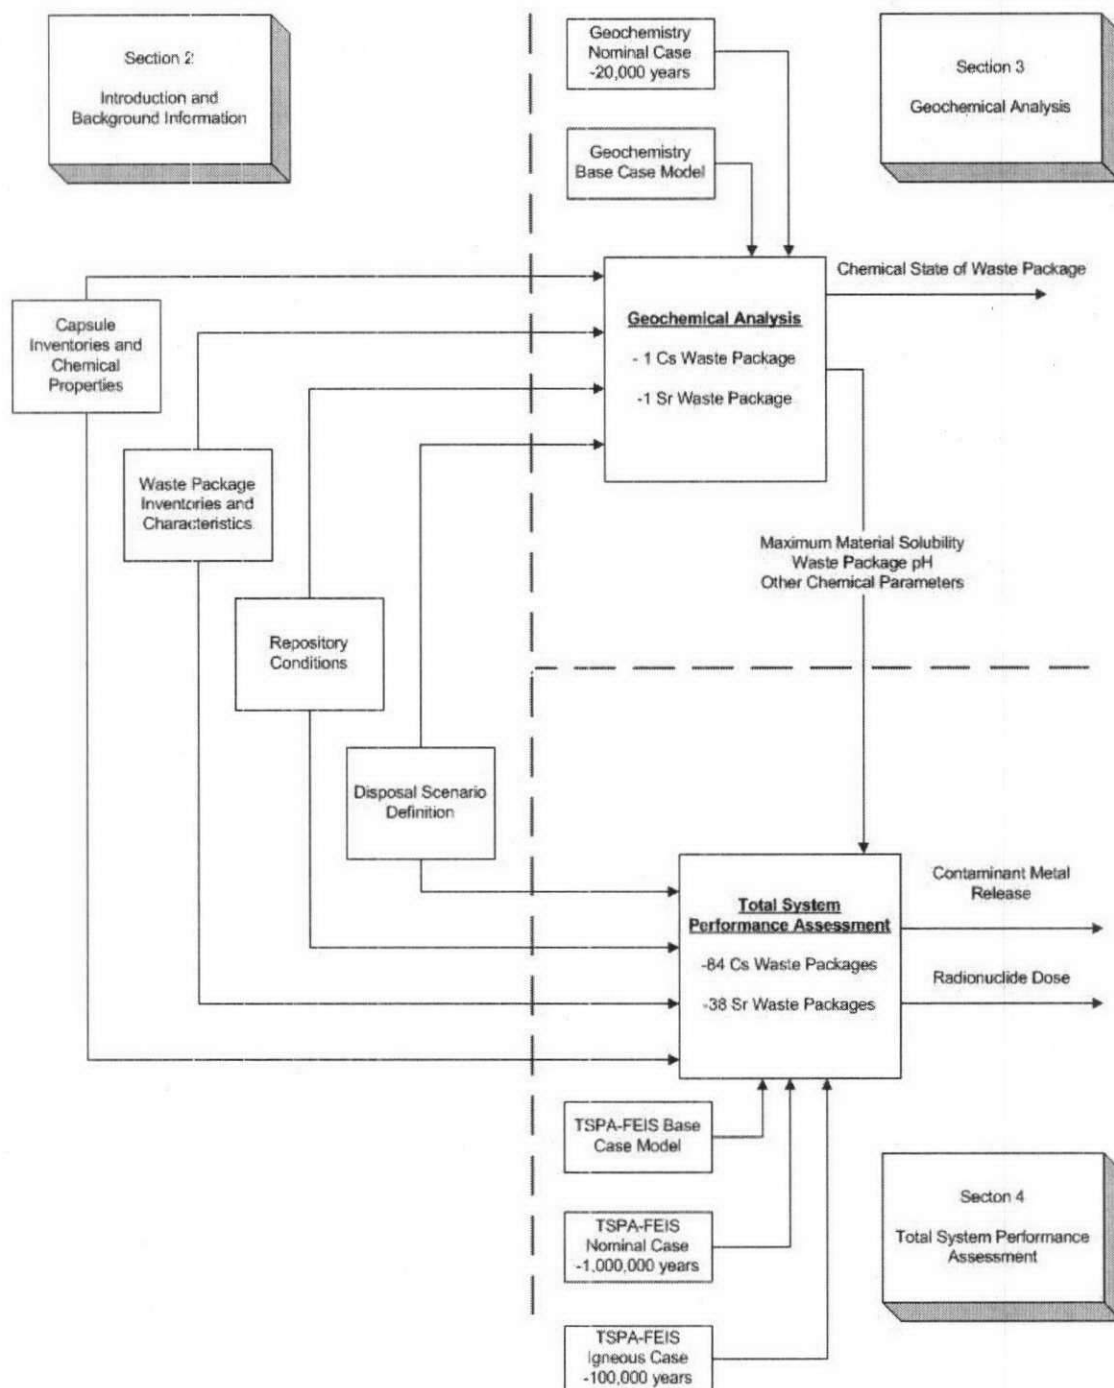 Section 2
Introduction and
Background Information
Geochemistry
Nominal Case
-20,000 years
Section 3
Geochemical Analysis
Geochemistry
Base Case Model
Chemical State of Waste Package
Capsule
Inventories and
Chemical
Properties
Geochemical Analysis
- 1 Cs Waste Package
-1 Sr Waste Package
Waste Package
Inventories and
Characteristics
Maximum Material Solubility
Waste Package pH
Other Chemical Parameters
Repository
Conditions
Disposal Scenario
Definition
Total System
Performance Assessment
-84 Cs Waste Packages
-38 Sr Waste Packages
Contaminant Metal
Release
Radionuclide Dose
TSPA-FEIS Base
Case Model
TSPA-FEIS
Nominal Case
-1,000,000 years
Secton 4
Total System Performance
Assessment
TSPA-FEIS
Igneous Case
-100,000 years